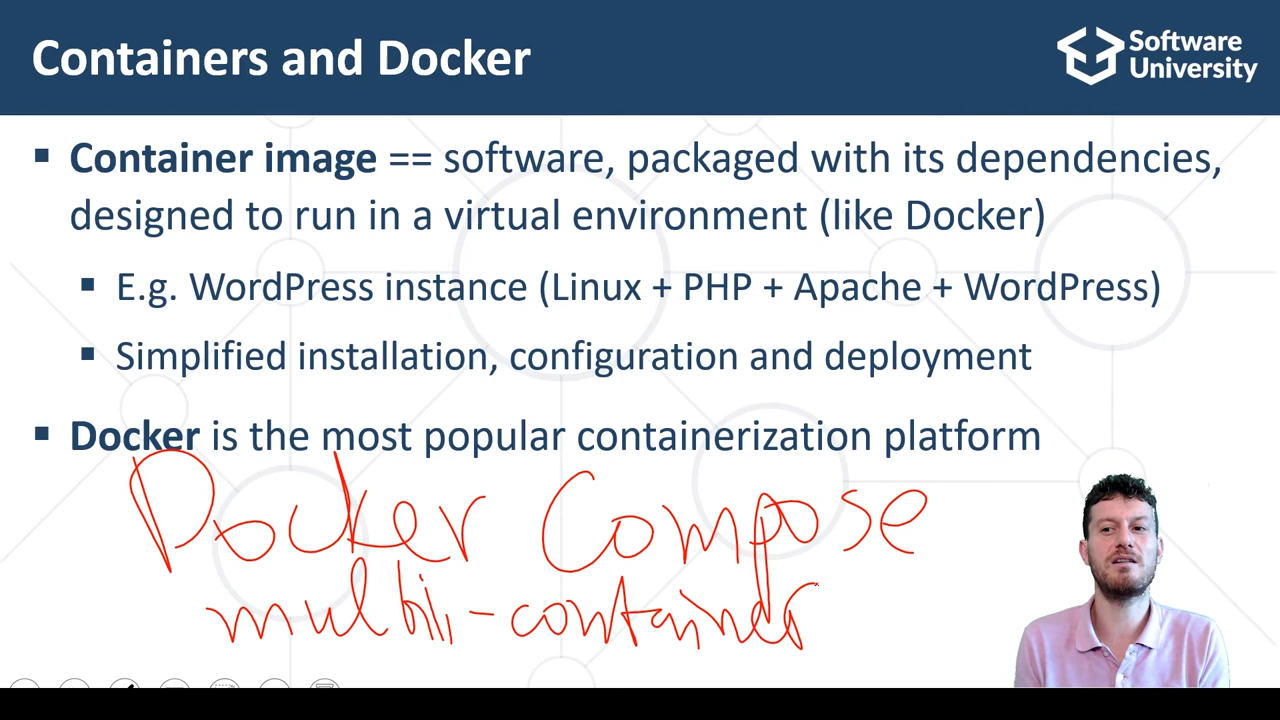 Containers and Docker
Software
University
Container image == software, packaged with its dependencies,
designed to run in a virtual environment (like Docker)
E.g. WordPress instance (Linux + PHP + Apache + WordPress)
Simplified installation, configuration and deployment
Docker is the most popular containerization platform
Docker Compose
multi-container